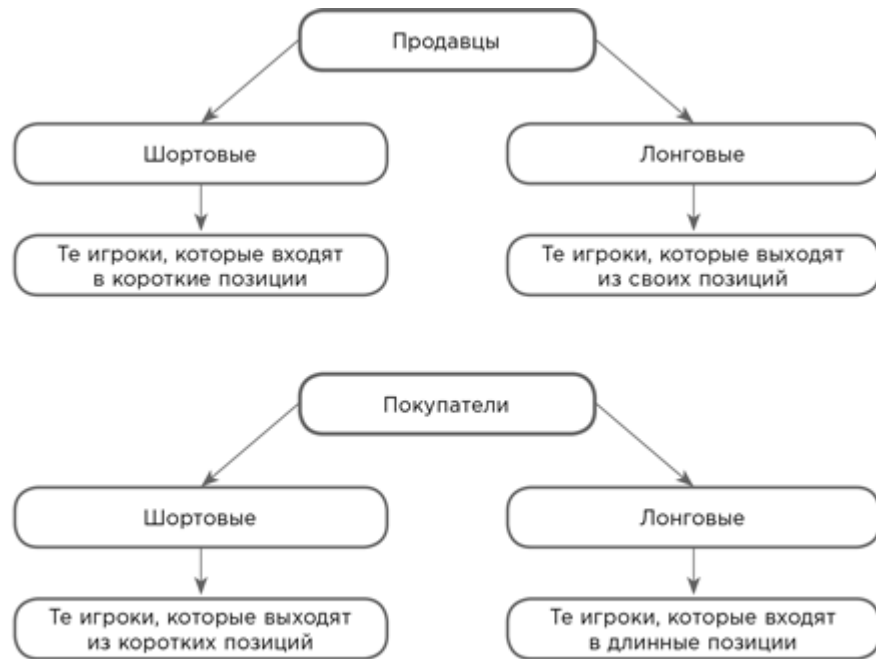 Продавцы
Шортовые
Лонговые
Те игроки, которые входят
в короткие позиции
Те игроки, которые выходят
из своих позиций
Покупатели
Шортовые
Лонговые
Те игроки, которые выходят
из коротких позиций
Те игроки, которые входят
в длинные позиции